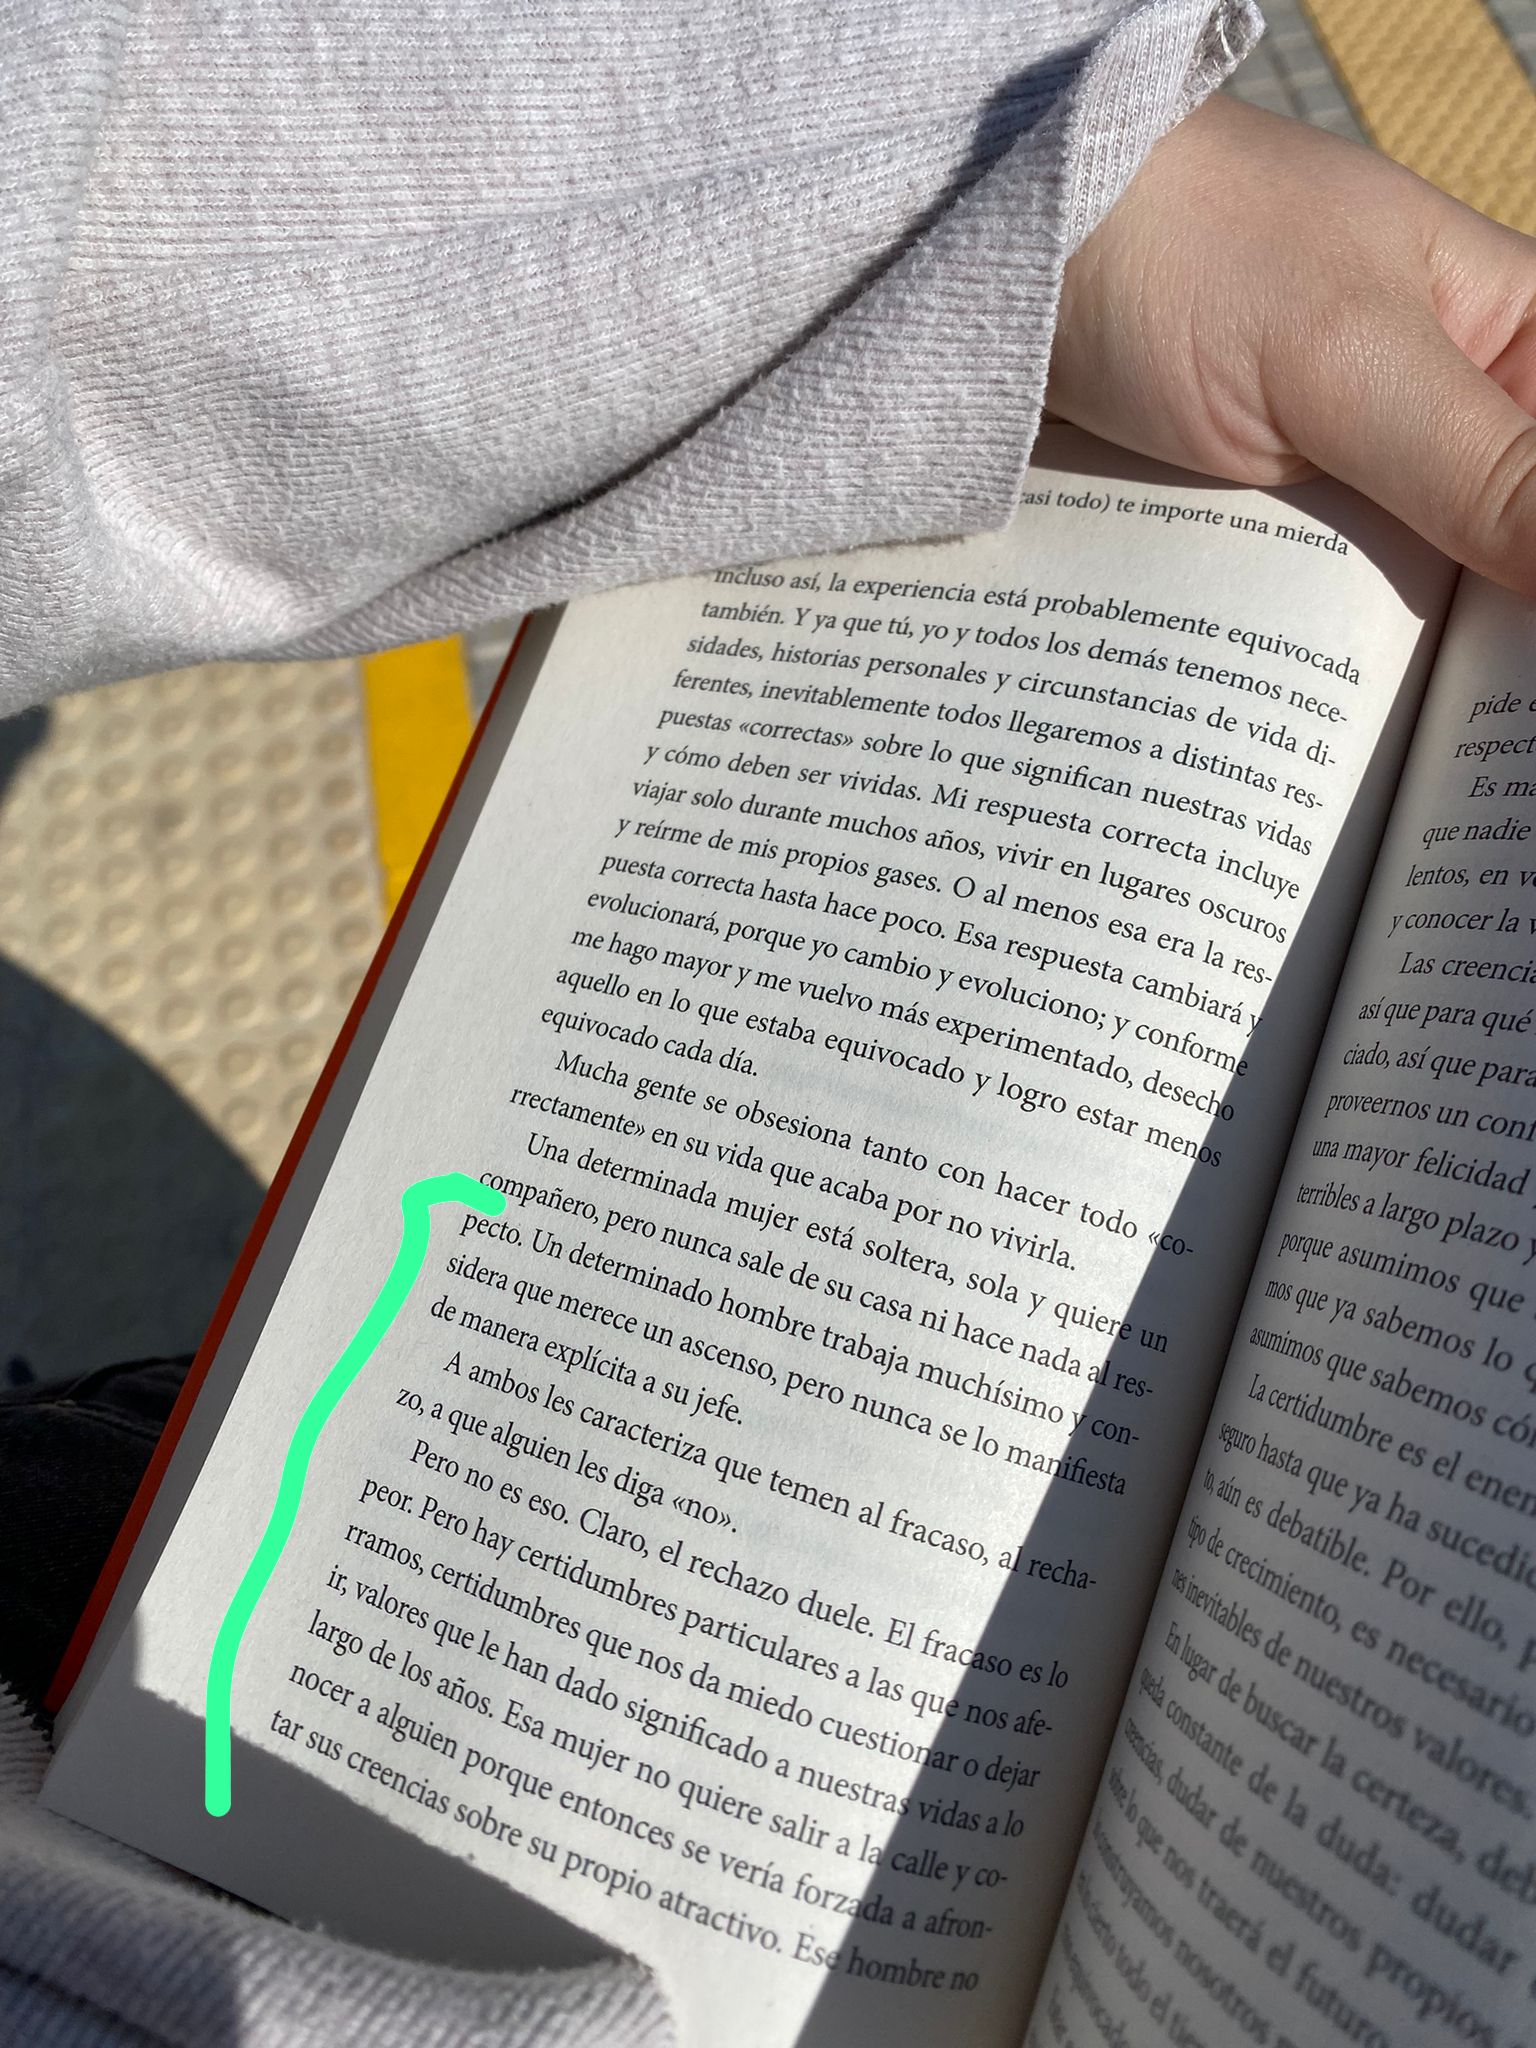 casi todo) te importe una mierda
incluso así, la experiencia está probablemente equivocada
también. Y ya que tú, yo y todos los demás tenemos nece-
sidades, historias personales y circunstancias de vida di-
ferentes, inevitablemente todos llegaremos a distintas res-
puestas «correctas» sobre lo que significan nuestras vidas
y cómo deben ser vividas. Mi respuesta correcta incluye
viajar solo durante muchos años, vivir en lugares oscuros
y reírme de mis propios gases. O al menos esa era la res-
puesta correcta hasta hace poco. Esa respuesta cambiará y
evolucionará, porque yo cambio y evoluciono; y conforme
me hago mayor y me vuelvo más experimentado, desecho
aquello en lo que estaba equivocado y logro estar menos
equivocado cada día.
Mucha gente se obsesiona tanto con hacer todo «co-
rrectamente» en su vida que acaba por no vivirla.
Una determinada mujer está soltera, sola y quiere un
compañero, pero nunca sale de su casa ni hace nada al res-
pecto. Un determinado hombre trabaja muchísimo y con-
sidera que merece un ascenso, pero nunca se lo manifiesta
de manera explícita a su jefe.
A ambos les caracteriza que temen al fracaso, al recha-
zo, a que alguien les diga «no».
Pero no es eso. Claro, el rechazo duele. El fracaso es lo
peor. Pero hay certidumbres particulares a las que nos afe-
rramos, certidumbres que nos da miedo cuestionar o dejar
ir, valores que le han dado significado a nuestras vidas a lo
largo de los años. Esa mujer no quiere salir a la calle y co-
nocer a alguien porque entonces se vería forzada a afron-
tar sus creencias sobre su propio atractivo. Ese hombre no
pide
respect
Es ma
que nadie
lentos, en
y conocer la
Las creencia
así que para qué
ciado, así que para
proveernos un conf
una mayor felicidad
terribles a largo plazo y
porque asumimos que
mos que ya sabemos lo
asumimos que sabemos có
La certidumbre es el ene
seguro hasta que ya ha sucedi
to, aún es debatible. Por ello,
tipo de crecimiento, es necesario
nes inevitables de nuestros valores.
En lugar de buscar la certeza, deb
queda constante de la duda: dudar
creencias, dudar de nuestros propios
sobre lo que nos traerá el futuro
construyamos nosotros